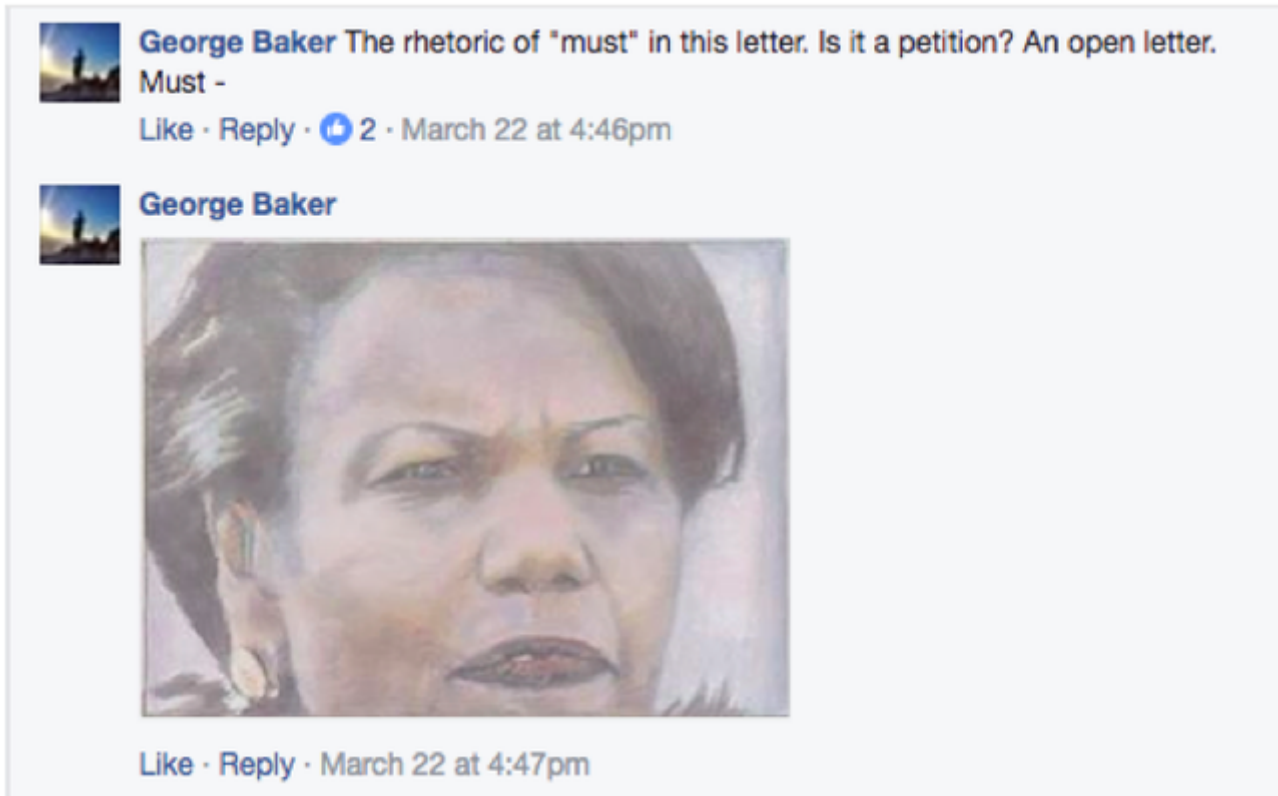 George Baker The rhetoric of "must" in this letter. Is it a petition? An open letter.
Must -
Like · Reply · 2 · March 22 at 4:46pm
George Baker
Like · Reply · March 22 at 4:47pm